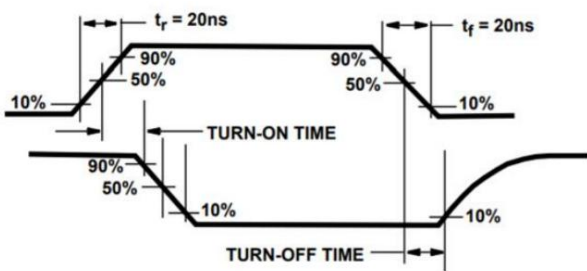 tr = 20ns
tf = 20ns
90%
90%
50%
50%
10%
10%
TURN-ON TIME
90%
50%
10%
10%
TURN-OFF TIME